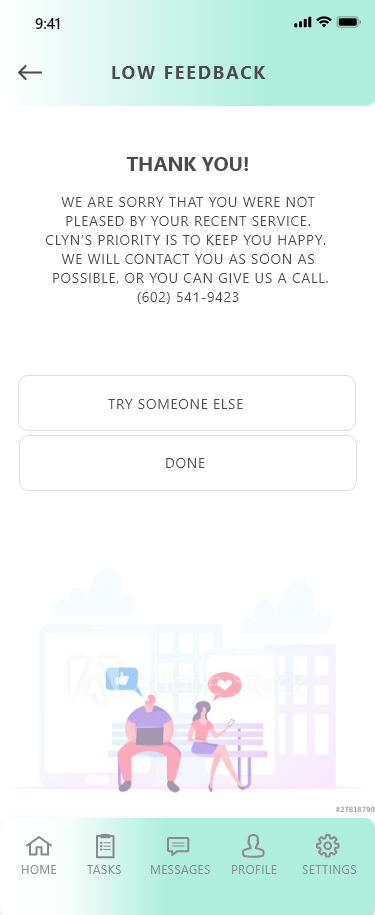 9:41
LOW FEEDBACK
THANK YOU!
WE ARE SORRY THAT YOU WERE NOT
PLEASED BY YOUR RECENT SERVICE.
CLYN'S PRIORITY IS TO KEEP YOU HAPPY.
WE WILL CONTACT YOU AS SOON AS
POSSIBLE, OR YOU CAN GIVE US A CALL.
(602) 541-9423
TRY SOMEONE ELSE
DONE
#27818790
HOME TASKS MESSAGES PROFILE SETTINGS